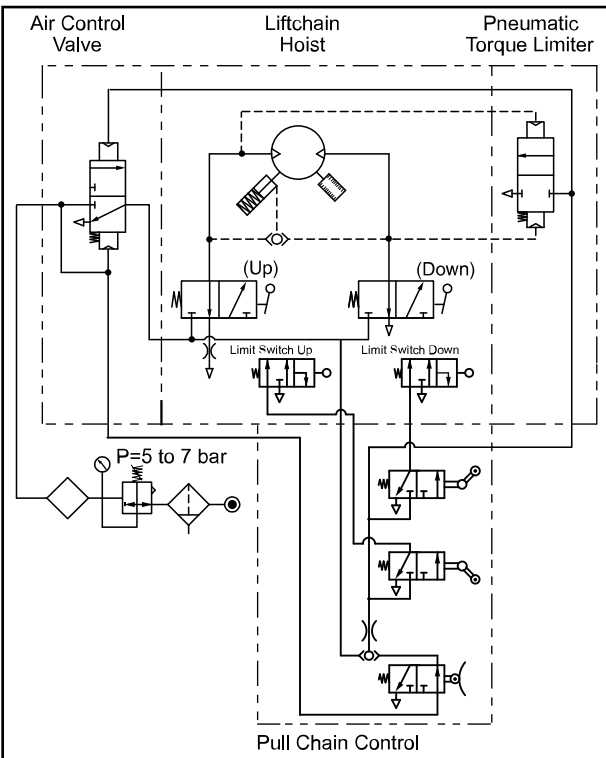 Air Control
Valve
Liftchain
Hoist
Pneumatic
Torque Limiter
(Up)
(Down)
Limit Switch Up
Limit Switch Down
P=5 to 7 bar
Pull Chain Control